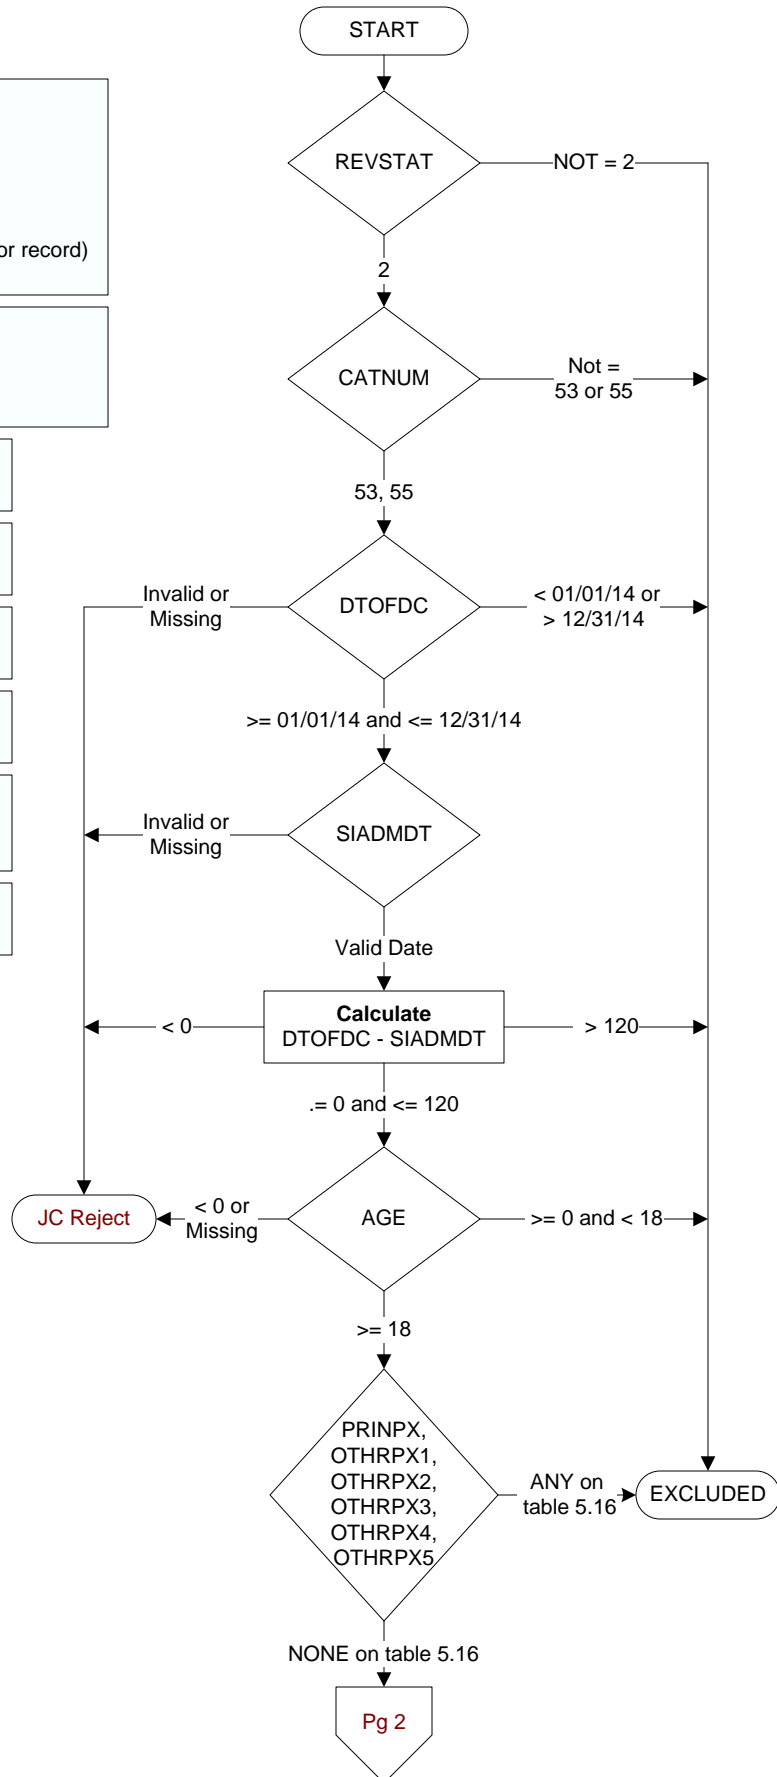 START
REVSTAT
NOT = 2
or record)
2
CATNUM
Not =
53 or 55
53, 55
Invalid or
Missing
DTOFDC
< 01/01/14 or
> 12/31/14
>= 01/01/14 and <= 12/31/14
Invalid or
Missing
SIADMDT
Valid Date
< 0
Calculate
DTOFDC - SIADMDT
> 120
.= 0 and <= 120
JC Reject
< 0 or
Missing
AGE
>= 0 and < 18
>= 18
PRINPX,
OTHRPX1,
OTHRPX2,
OTHRPX3,
OTHRPX4,
OTHRPX5
ANY on
table 5.16
EXCLUDED
NONE on table 5.16
Pg 2